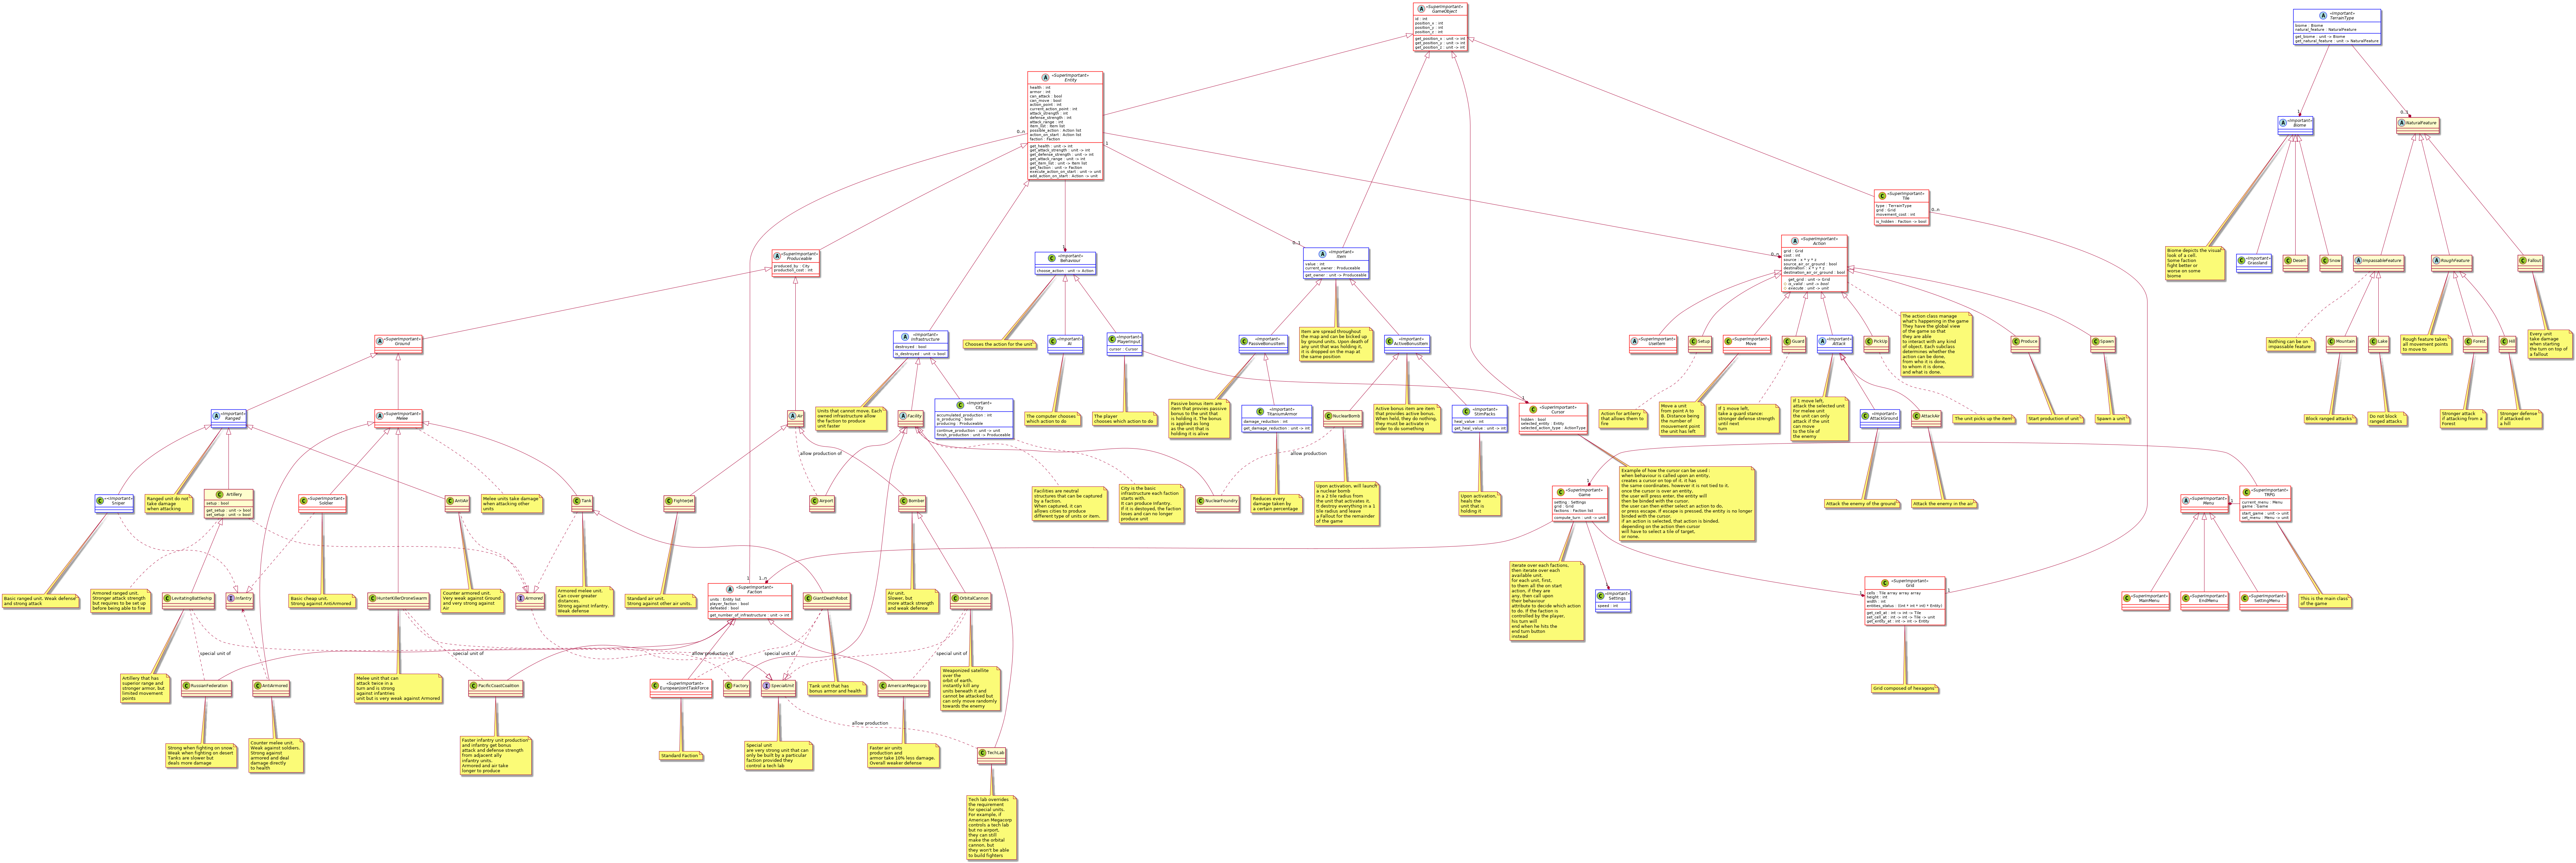 <<SuperImportant>>
GameObject
id : int
position_x : int
position_y : int
position_z : int
get_position_x : unit -> int
get_position_y : unit -> int
get_position_z : unit -> int
<<Important>>
TerrainType
biome : Biome
natural_feature : NaturalFeature
get_biome : unit -> Biome
get_natural_feature : unit -> NaturalFeature
<<SuperImportant>>
Entity
health : int
armor : int
can_attack : bool
can_move : bool
action_point : int
current_action_point : int
attack_strength : int
defense_strength : int
attack_range : int
item_list : Item list
possible_action : Action list
action_on_start : Action list
faction : Faction
get_health : unit -> int
get_attack_strength : unit -> int
get_defense_strength : unit -> int
get_attack_range : unit -> int
get_item_list : unit -> Item list
get_faction : unit -> Faction
execute_action_on_start : unit -> unit
add_action_on_start : Action -> unit
0..n
1
1
0..1
<<Important>>
Biome
NaturalFeature
<<SuperImportant>>
Tile
type : TerrainType
grid : Grid
movement_cost : int
is_hidden : Faction -> bool
0..n
<<SuperImportant>>
Produceable
produced_by : City
production_cost : int
1
<<Important>>
Behaviour
choose_action : unit -> Action
0..1
<<Important>>
Item
value : int
current_owner : Produceable
get_owner : unit -> Produceable
0..n
<<SuperImportant>>
Action
grid : Grid
cost : int
source : x * y * z
source_air_or_ground : bool
destination : x * y * z
destination_air_or_ground : bool
get_grid : unit -> Grid
is_valid : unit -> bool
execute : unit -> unit
Biome depicts the visual
look of a cell.
Some faction
fight better or
worse on some
biome
<<Important>>
Grassland
Desert
Snow
ImpassableFeature
RoughFeature
Fallout
<<SuperImportant>>
Ground
<<Important>>
Infrastructure
destroyed : bool
is_destroyed : unit -> bool
Chooses the action for the unit
<<Important>>
AI
<<Important>>
PlayerInput
cursor : Cursor
<<Important>>
PassiveBonusItem
Item are spread throughout
the map and can be bicked up
by ground units. Upon death of
any unit that was holding it,
it is dropped on the map at
the same position
<<Important>>
ActiveBonusItem
<<SuperImportant>>
UseItem
Setup
<<SuperImportant>>
Move
Guard
<<Important>>
Attack
PickUp
The action class manage
what's happening in the game
They have the global view
of the game so that
they are able
to interact with any kind
of object. Each subclass
determines whether the
action can be done,
from who it is done,
to whom it is done,
and what is done.
Produce
Spawn
Nothing can be on
impassable feature
Mountain
Lake
Rough feature takes
all movement points
to move to
Forest
Hill
Every unit
take damage
when starting
the turn on top of
a fallout
<<Important>>
Ranged
<<SuperImportant>>
Melee
Air
Units that cannot move. Each
owned infrastructure allow
the faction to produce
unit faster
Facility
<<Important>>
City
accumulated_production : int
is_producing : bool
producing : Produceable
continue_production : unit -> unit
finish_production : unit -> Produceable
The computer chooses
which action to do
The player
chooses which action to do
Passive bonus item are
item that provies passive
bonus to the unit that
is holding it. The bonus
is applied as long
as the unit that is
holding it is alive
<<Important>>
TitaniumArmor
damage_reduction : int
get_damage_reduction : unit -> int
NuclearBomb
Active bonus item are item
that provides active bonus.
When held, they do nothing,
they must be activate in
order to do something
<<Important>>
StimPacks
heal_value : int
get_heal_value : unit -> int
1
<<SuperImportant>>
Cursor
hidden : bool
selected_entity : Entity
selected_action_type : ActionType
Action for artilerry
that allows them to
fire
Move a unit
from point A to
B. Distance being
the number of
mouvement point
the unit has left
If 1 move left,
take a guard stance:
stronger defense strength
until next
turn
If 1 move left,
attack the selected unit
For melee unit
the unit can only
attack if the unit
can move
to the tile of
the enemy
<<Important>>
AttackGround
AttackAir
The unit picks up the item
Start production of unit
Spawn a unit
Block ranged attacks
Do not block
ranged attacks
Stronger attack
if attacking from a
Forest
Stronger defense
if attacked on
a hill
allow production of
allow production
<<Important>>
Sniper
Ranged unit do not
take damage
when attacking
Artillery
setup : bool
get_setup : unit -> bool
set_setup : unit -> bool
<<SuperImportant>>
Soldier
AntiAir
Melee units take damage
when attacking other
units
Tank
FighterJet
Airport
Bomber
Facilities are neutral
structures that can be captured
by a faction.
When captured, it can
allows cities to produce
different type of units or item.
City is the basic
infrastructure each faction
starts with.
It can produce infantry.
If it is destroyed, the faction
loses and can no longer
produce unit
NuclearFoundry
Reduces every
damage taken by
a certain percentage
Upon activation, will launch
a nuclear bomb
in a 2 tile radius from
the unit that activates it,
it destroy everything in a 1
tile radius and leave
a Fallout for the remainder
of the game
Upon activation,
heals the
unit that is
holding it
1
<<SuperImportant>>
Game
setting : Settings
grid : Grid
factions : Faction list
compute_turn : unit -> unit
Example of how the cursor can be used :
when behaviour is called upon an entity,
creates a cursor on top of it. it has
the same coordinates, however it is not tied to it.
once the cursor is over an entity,
the user will press enter, the entity will
then be binded with the cursor.
the user can then either select an action to do,
or press escape. If escape is pressed, the entity is no longer
binded with the cursor.
if an action is selected, that action is binded.
depending on the action their cursor
will have to select a tile of target,
or none.
Attack the enemy of the ground
Attack the enemy in the air
<<SuperImportant>>
Menu
<<SuperImportant>>
TRPG
current_menu : Menu
game : Game
start_game : unit -> unit
set_menu : Menu -> unit
Basic ranged unit. Weak defense
and strong attack
Armored ranged unit.
Stronger attack strength
but requires to be set up
before being able to fire
LevitatingBattleship
Infantry
Basic cheap unit.
Strong against AntiArmored
HunterKillerDroneSwarm
Counter armored unit.
Very weak against Ground
and very strong against
Air
Armored
Armored melee unit.
Can cover greater
distances.
Strong against Infantry.
Weak defense
Standard air unit.
Strong against other air units.
1
1..n
<<SuperImportant>>
Faction
units : Entity list
player_faction : bool
defeated : bool
get_number_of_infrastructure : unit -> int
GiantDeathRobot
Air unit.
Slower, but
more attack strength
and weak defense
OrbitalCannon
iterate over each factions,
then iterate over each
available unit.
for each unit, first,
to them all the on start
action, if they are
any, then call upon
their behaviour
attribute to decide which action
to do. If the faction is
controlled by the player,
his turn will
end when he hits the
end turn button
instead
1
<<Important>>
Settings
speed : int
1
1
<<SuperImportant>>
Grid
cells : Tile array array array
height : int
width : int
entities_status : (int * int * int * Entity)
get_cell_at : int -> int -> Tile
set_cell_at : int -> int -> Tile -> unit
get_entity_at : int -> int -> Entity
<<SuperImportant>>
MainMenu
<<SuperImportant>>
EndMenu
<<SuperImportant>>
SettingMenu
This is the main class
of the game
special unit of
allow production of
special unit of
special unit of
Artillery that has
superior range and
stronger armor, but
limited movement
points
RussianFederation
AntiArmored
Melee unit that can
attack twice in a
turn and is strong
against infantries
unit but is very weak against Armored
PacificCoastCoalition
<<SuperImportant>>
EuropeanJointTaskForce
Factory
SpecialUnit
Tank unit that has
bonus armor and health
AmericanMegacorp
Weaponized satellite
over the
orbit of earth,
instantly kill any
units beneath it and
cannot be attacked but
can only move randomly
towards the enemy
Grid composed of hexagons
allow production
Strong when fighting on snow
Weak when fighting on desert
Tanks are slower but
deals more damage
Counter melee unit.
Weak against soldiers.
Strong against
armored and deal
damage directly
to health
Faster infantry unit production
and infantry get bonus
attack and defense strength
from adjacent ally
infantry units.
Armored and air take
longer to produce
Standard Faction
Special unit
are very strong unit that can
only be built by a particular
faction provided they
control a tech lab
Faster air units
production and
armor take 10% less damage.
Overall weaker defense
TechLab
Tech lab overrides
the requirement
for special units.
For example, if
American Megacorp
controls a tech lab
but no airport,
they can still
make the orbital
cannon, but
they won't be able
to build fighters